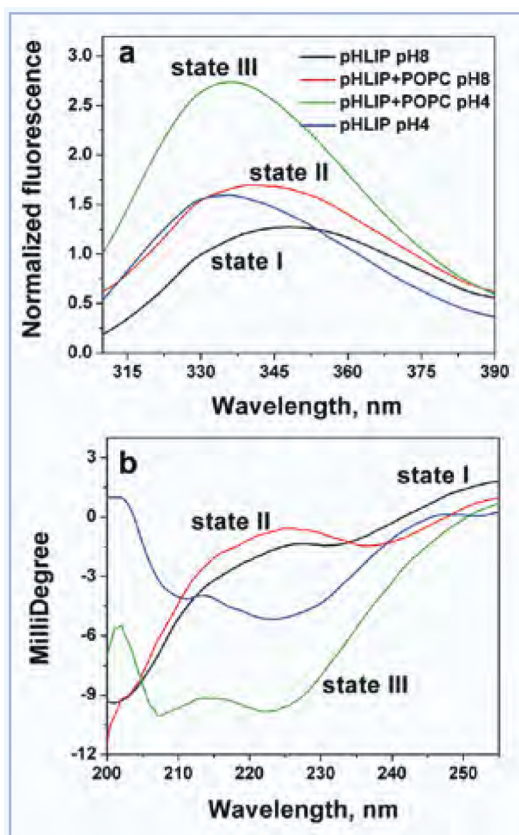 a
state III
pHLIP pH8
pHLIP+POPC pH8
pHLIP+POPC pH4
pHLIP pH4
state II
state I
Normalized fluorescence
3.0
2.5
2.0
1.5
1.0
0.5
0.0
315 330 345 360 375 390
Wavelength, nm
b
state I
state II
state III
MilliDegree
3
0
-3
-6
-9
-12
200 210 220 230 240 250
Wavelength, nm